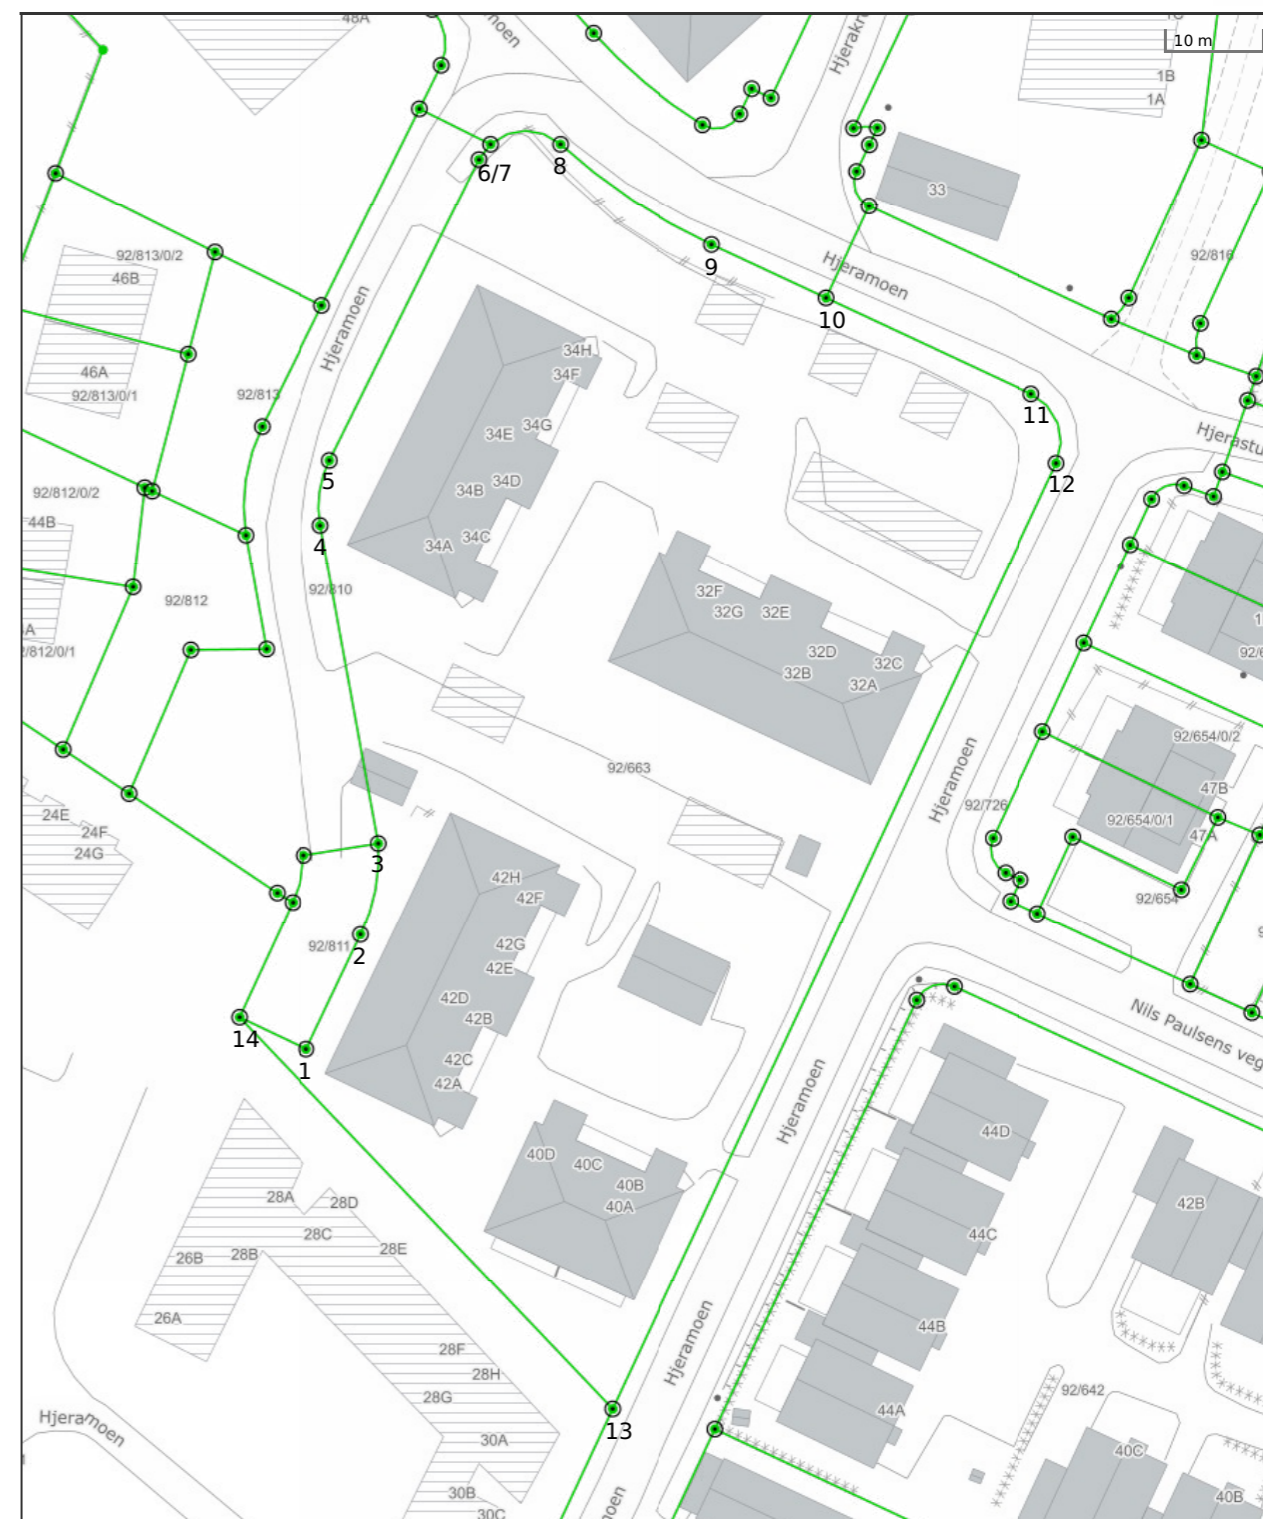 48A
Hjerakr
10 m
1B
1A
6/7
8
33
92/813/0/2
46B
9
Hjeramoen
92/816
10
Hjeramoen
34H
34F
46A
92/813/0/1
92/813
11
34G
34E
Hjerastu
5
12
34D
34B
92/812/0/2
44B
34C
34A
4
92/810
32F
32G
32E
92/812
32D
32C
32B
32A
92/812/0/1
92/663
92/654/0/2
Hjeramoen
47B
92/726
92/654/0/1
47A
24E
24F
24G
3
42H
42F
92/654
92/811
2
42G
42E
42D
42B
Nils Paulsens veg
14
1
42C
42A
Hjeramoen
44D
40D
40C
40B
40A
28A
28D
28C
28E
28B
26B
44C
42B
26A
Hjeramoen
44B
28F
28H
28G
92/642
44A
Hjeramoen
13
30A
40C
30B
30C
40B
moen